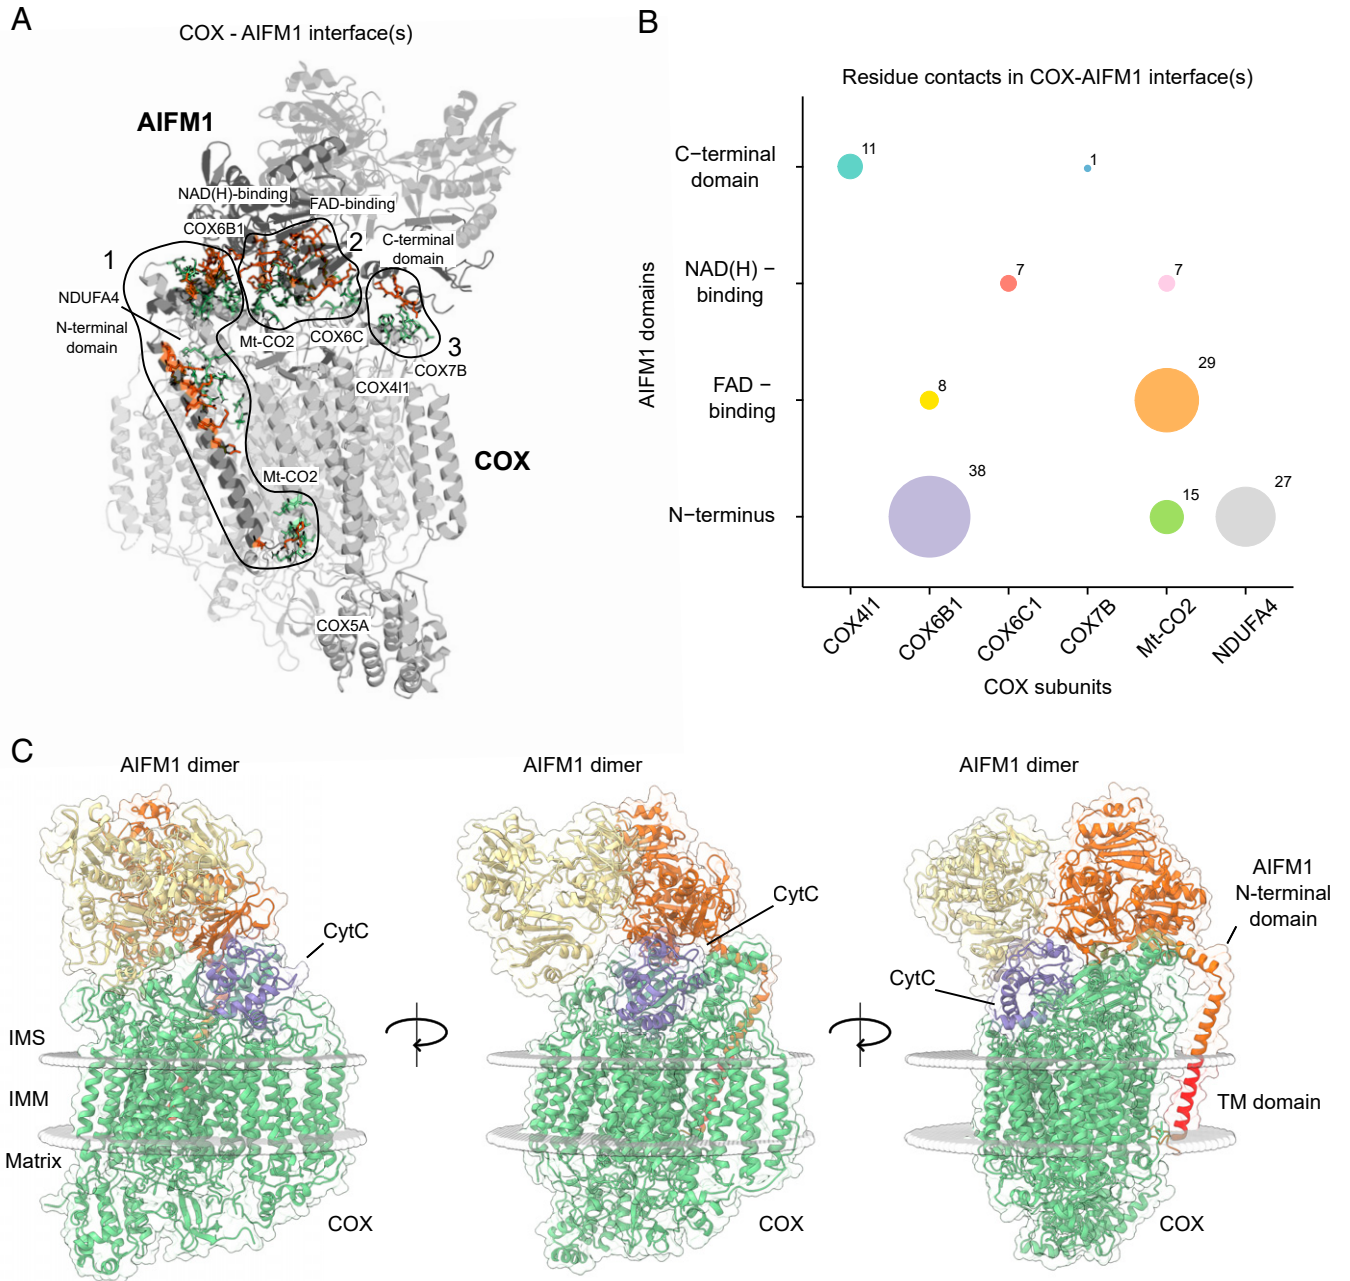 A
COX - AIFM1 interface(s)
AIFM1
NAD(H)-binding
FAD-binding
COX6B1
2
C-terminal
domain
1
NDUFA4
N-terminal
domain
Mt-CO2
COX6C
3
COX7B
COX4I1
COX
Mt-CO2
COX5A
B
Residue contacts in COX-AIFM1 interface(s)
AIFM1 domains
C−terminal
domain
11
1
NAD(H) −
binding
7
7
FAD −
binding
8
29
N−terminus
38
15
27
COX4I1
COX6B1
COX6C1
COX7B
Mt-CO2
NDUFA4
COX subunits
C
AIFM1 dimer
AIFM1 dimer
AIFM1 dimer
CytC
CytC
CytC
AIFM1
N-terminal
domain
IMS
IMM
Matrix
TM domain
COX
COX
COX